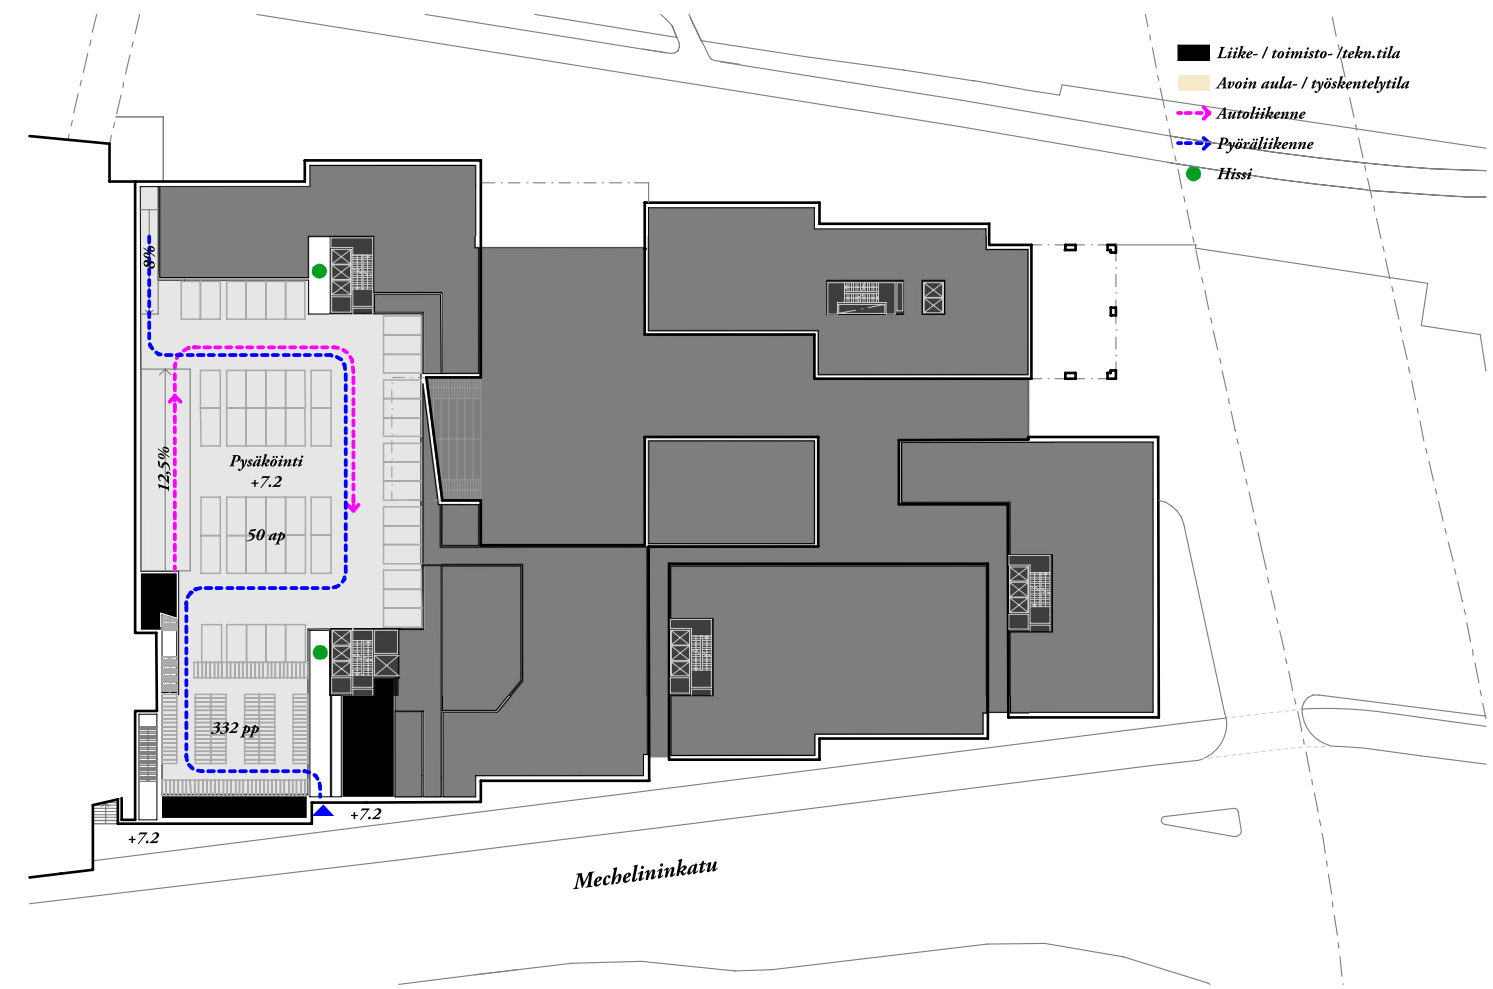 Liike- / toimisto- /tekn.tila
Avoin aula- / työskentelytila
Autoliikenne
Pyöräliikenne
Hissi
8%
12,5%
Pysäköinti
+7.2
50 ap
332 pp
+7.2
+7.2
Mechelininkatu